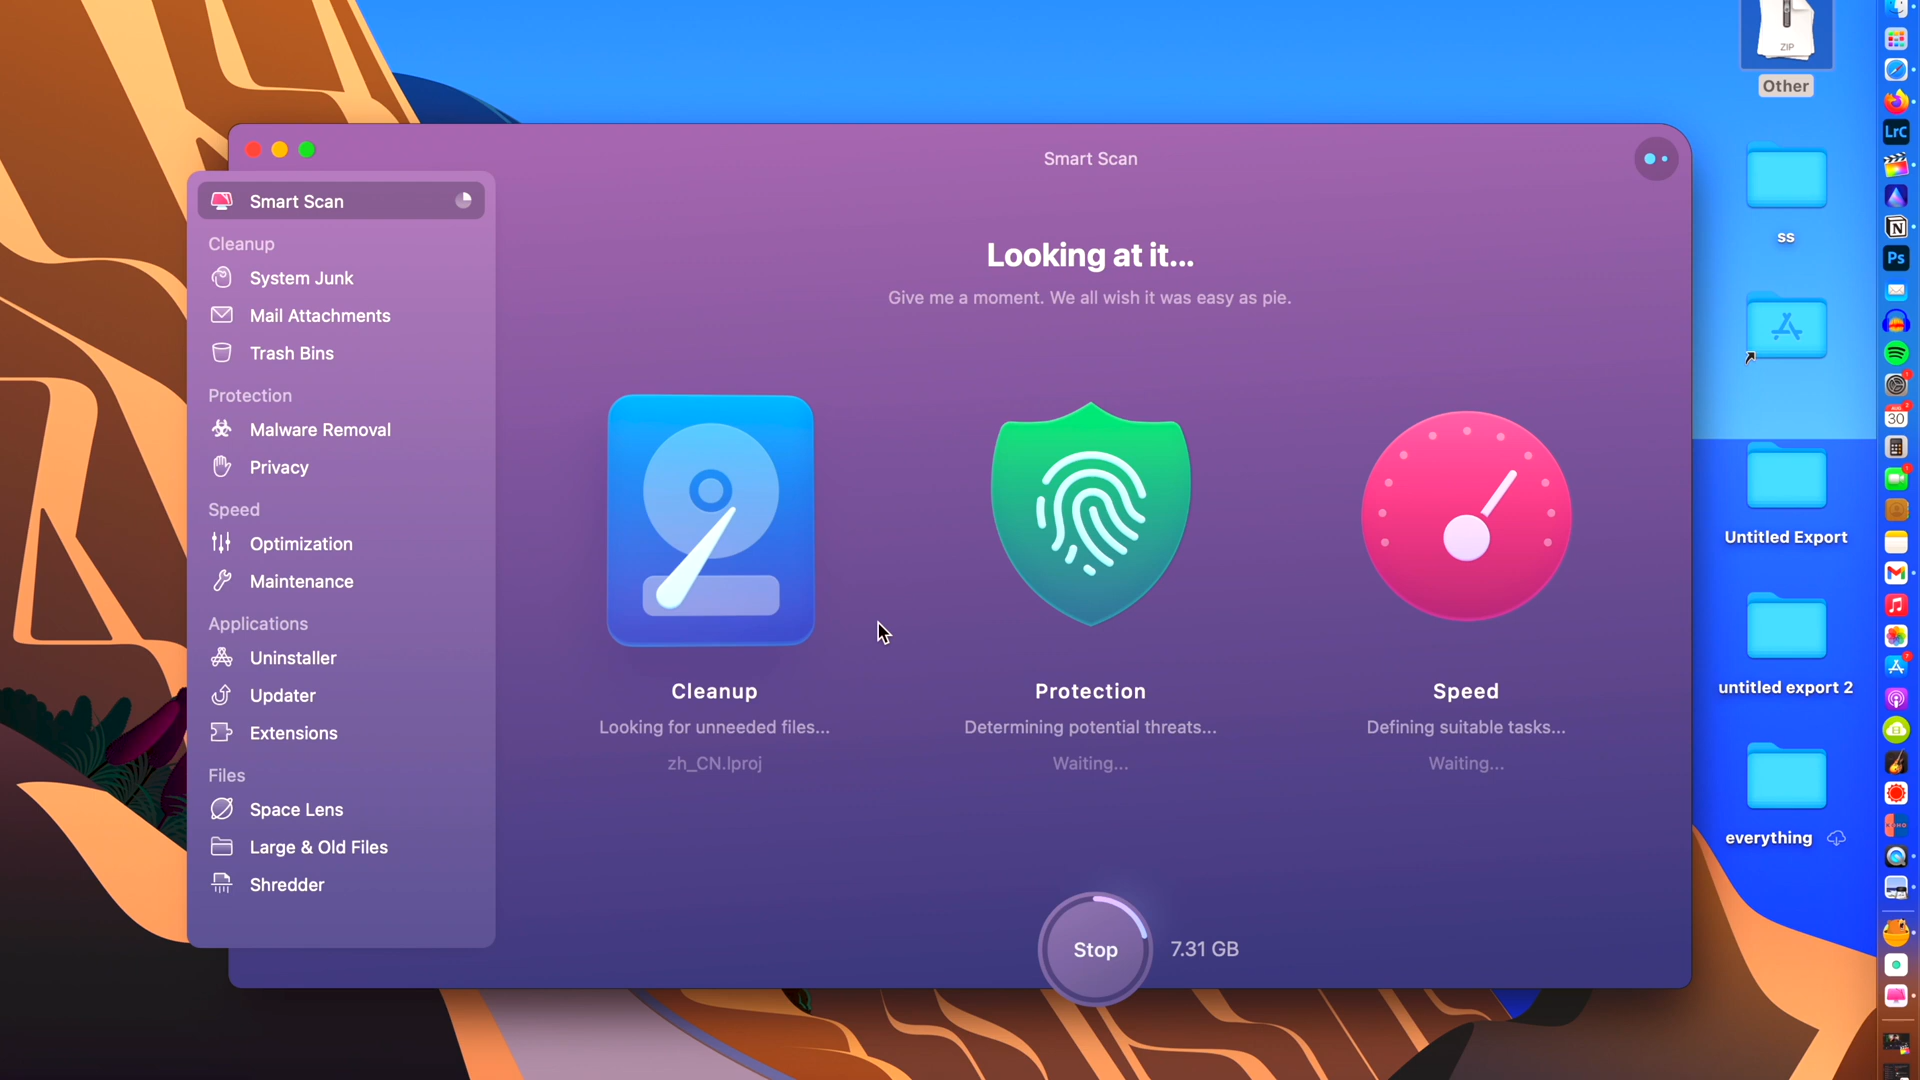 ZIP
Other
Smart Scan
Smart Scan
Cleanup
System Junk
Mail Attachments
Trash Bins
Protection
Malware Removal
Privacy
Speed
Optimization
Maintenance
Applications
Uninstaller
Updater
Extensions
Files
Space Lens
Large & Old Files
Shredder
Looking at it...
Give me a moment. We all wish it was easy as pie.
Cleanup
Looking for unneeded files...
zh_CN.lproj
Protection
Determining potential threats...
Waiting...
Speed
Defining suitable tasks...
Waiting...
Stop
7.31 GB
ss
Untitled Export
untitled export 2
everything
LrC
Ps
30